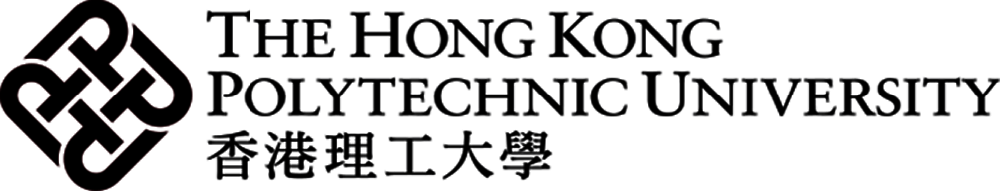 THE HONG KONG
POLYTECHNIC UNIVERSITY
香港理工大學